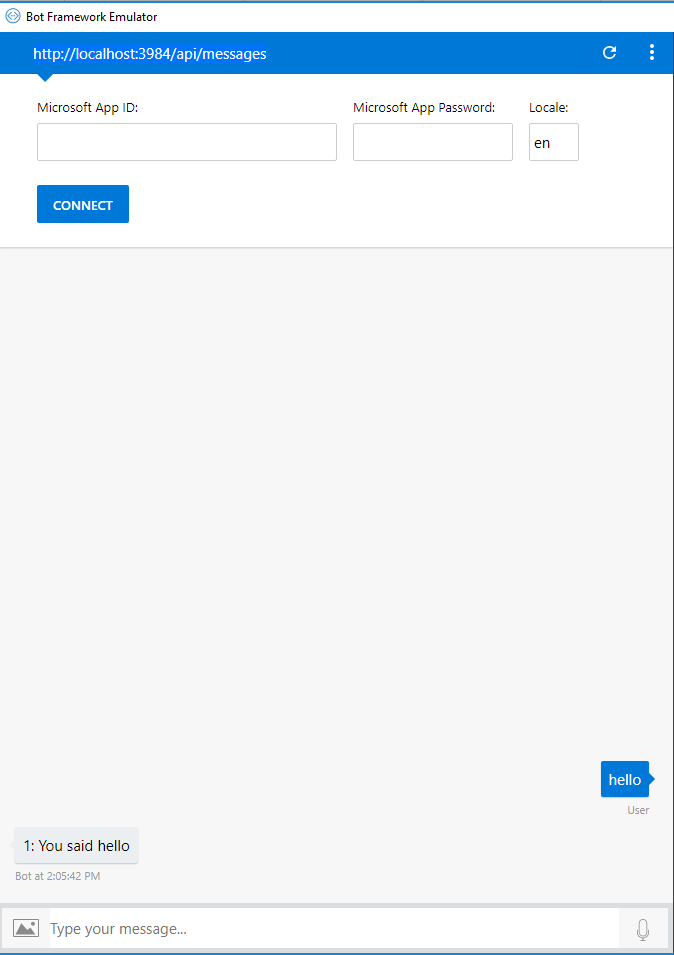 Bot Framework Emulator
http://localhost:3984/api/messages
Microsoft App ID: Microsoft App Password: Locale:
en
CONNECT
hello
User
1: You said hello
Bot at 2:05:42 PM
Type your message...